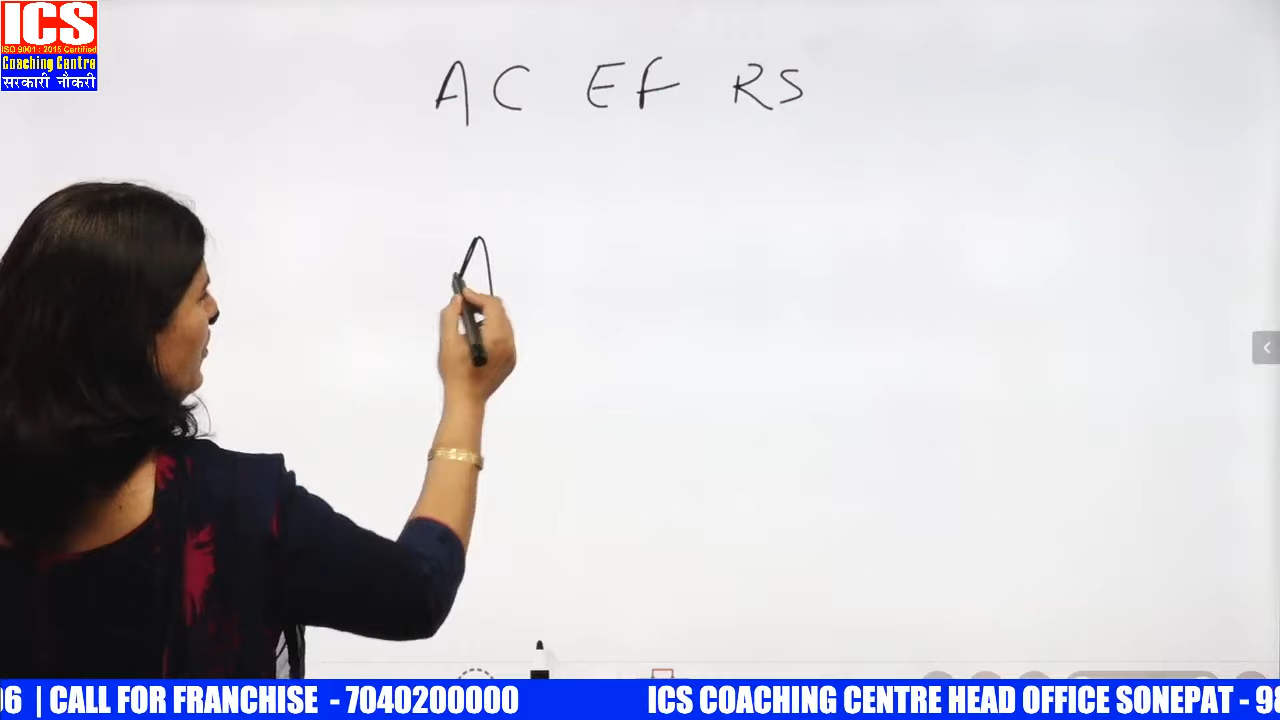 ICS
ISO 9001 : 2015 Certified
Coaching Centre
सरकारी नौकरी
A C E F R S
06 | CALL FOR FRANCHISE - 7040200000 ICS COACHING CENTRE HEAD OFFICE SONEPAT - 98